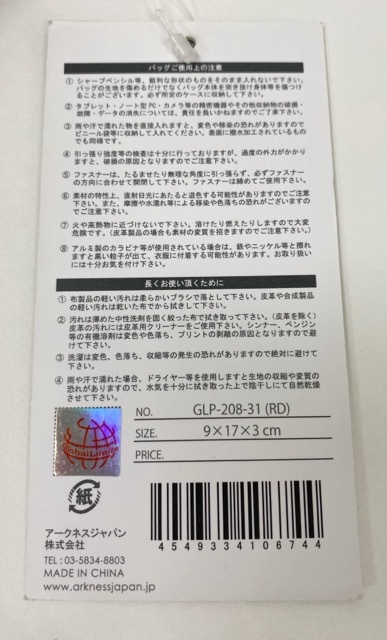 バッグご使用上の注意
① シャープペンシル等、鋭利な形状のものをそのまま入れないで下さい。
バッグの生地を傷めるだけでなくバッグ本体を突き抜け身体等を傷つけ
ることがございます。必ず所定のケースに収納して下さい。
② タブレット・ノート型PC・カメラ等の精密機器やその他収納物の破損・
故障・データの消失については、責任を負いかねますのでご了承下さい。
③ 雨や汗で濡れた物を直接入れますと、変色や移染の恐れがありますので
ビニール袋等に収納して入れてください。表面に撥水加工されているもの
でも同様です。
④ 引っ張り強度等の検査は十分に行っておりますが、過度の外力がかかり
ますと、破損の原因となりますのでご注意下さい。
⑤ ファスナーは、たるませたり無理な角度に引っ張らず、必ずファスナー
の方向に合わせて開閉して下さい。ファスナーは締めてご使用下さい。
⑥ 素材の特性上、直射日光にあたると退色する可能性がありますのでご注意
下さい。また、摩擦や水濡れ等による移染や色落ちの恐れがございますの
でご注意下さい。
⑦ 火や高熱物に近づけないで下さい。溶けたり燃えたりしますので大変
危険です。(皮革製品の場合も素材の変質を招きますのでご注意下さい)
⑧ アルミ製のカラビナ等が使用されている場合は、鉄やニッケル等と擦れ
ますと黒い粒子が出て、衣服に付着する可能性があります。お取り扱い
には十分お気を付け下さい。
長くお使い頂くために
① 布製品の軽い汚れは柔らかいブラシで落として下さい。皮革や合成製品
の軽い汚れは乾いた布でから拭きして下さい。
② 汚れは薄めた中性洗剤を固く絞った布で拭き取って下さい。(皮革を除く)
皮革の汚れには皮革用クリーナーをご使用下さい。シンナー、ベンジン
等の有機溶剤は変色や色落ち、プリントの剥離の原因となりますので避
けて下さい。
③ 洗濯は変色、色落ち、収縮等の発生の恐れがありますので絶対に避けて
下さい。
④ 雨や汗で濡れた場合、ドライヤー等を使用しますと生地の収縮や変質の
恐れがありますので、水気を十分に拭き取った上で陰干しにて自然乾燥
させて下さい。
NO. GLP-208-31 (RD)
SIZE. 9×17×3 cm
PRICE.
紙
アークネスジャパン
株式会社
TEL : 03-5834-8803
MADE IN CHINA
www.arknessjapan.jp
4549334106744